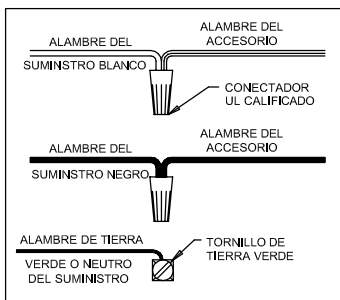 ALAMBRE DEL
SUMINSTRO BLANCO
ALAMBRE DEL
ACCESORIO
CONECTADOR
UL CALIFICADO
ALAMBRE DEL
SUMINSTRO NEGRO
ALAMBRE DEL
ACCESORIO
ALAMBRE DE TIERRA
VERDE O NEUTRO
DEL SUMINISTRO
TORNILLO DE
TIERRA VERDE